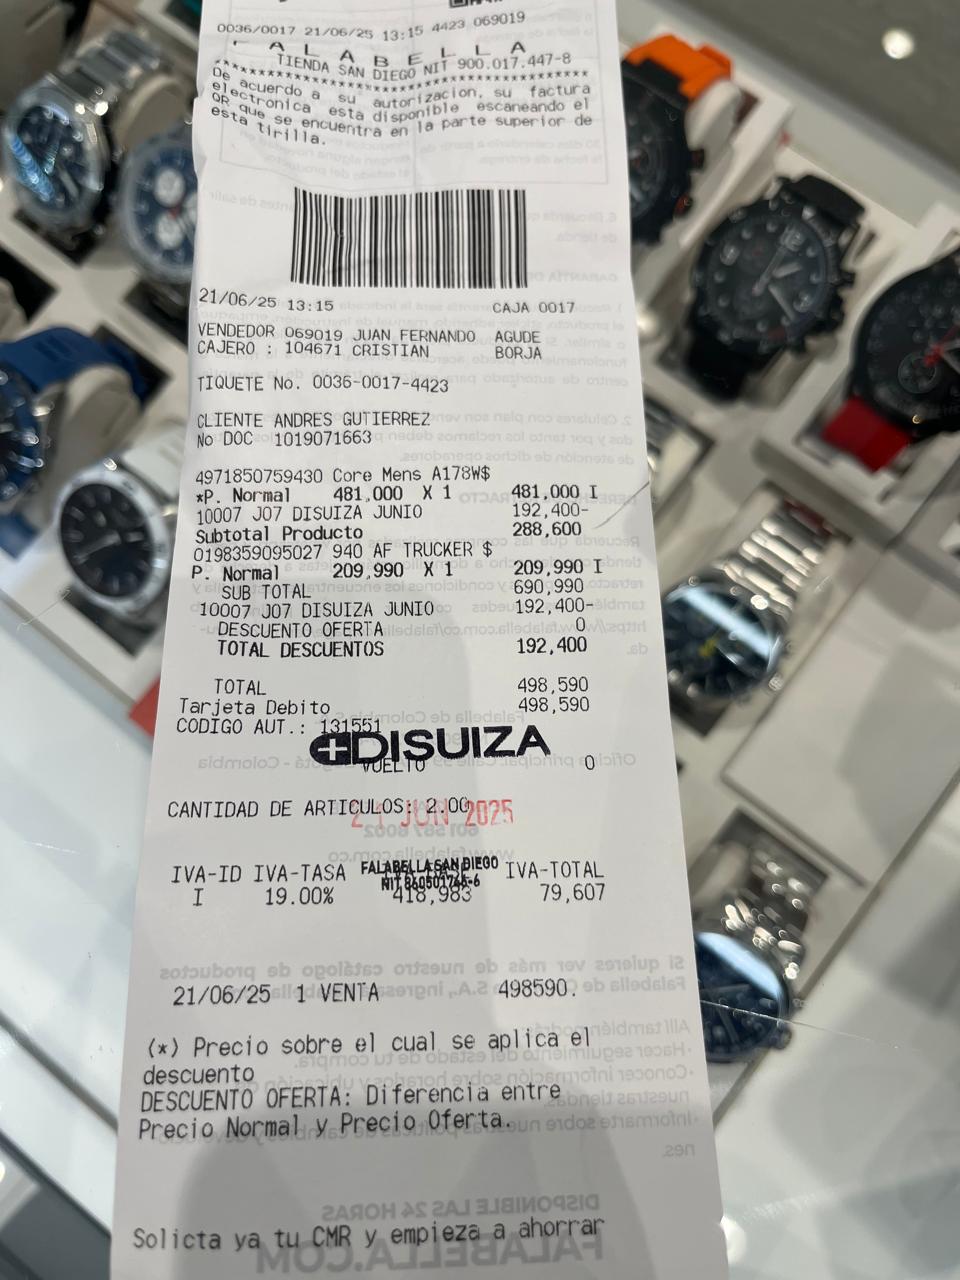 0036/0017 21/06/25 13:15 4423 069019
F A L A B E L L A
TIENDA SAN DIEGO NIT 900.017.447-8
******************************************
De acuerdo a su autorizacion, su factura
electronica esta disponible escaneando el
QR que se encuentra en la parte superior de
esta tirilla.
21/06/25 13:15 CAJA 0017
VENDEDOR 069019 JUAN FERNANDO AGUDE
CAJERO : 104671 CRISTIAN BORJA
TIQUETE No. 0036-0017-4423
CLIENTE ANDRES GUTIERREZ
No DOC 1019071663
4971850759430 Core Mens A178W$
*P. Normal 481,000 X 1 481,000 I
10007 J07 DISUIZA JUNIO 192,400-
Subtotal Producto 288,600
0198359095027 940 AF TRUCKER $
P. Normal 209,990 X 1 209,990 I
SUB TOTAL 690,990
10007 J07 DISUIZA JUNIO 192,400-
DESCUENTO OFERTA 0
TOTAL DESCUENTOS 192,400
TOTAL 498,590
Tarjeta Debito 498,590
CODIGO AUT.: 131551
DISUIZA
VUELTO 0
CANTIDAD DE ARTICULOS: 2.00
21 JUN 2025
FALABELLA SAN DIEGO
IVA-ID IVA-TASA IVA-TOTAL
I 19.00% 418,983 79,607
21/06/25 1 VENTA 498590.
(*) Precio sobre el cual se aplica el
descuento
DESCUENTO OFERTA: Diferencia entre
Precio Normal y Precio Oferta.
Solicta ya tu CMR y empieza a ahorrar